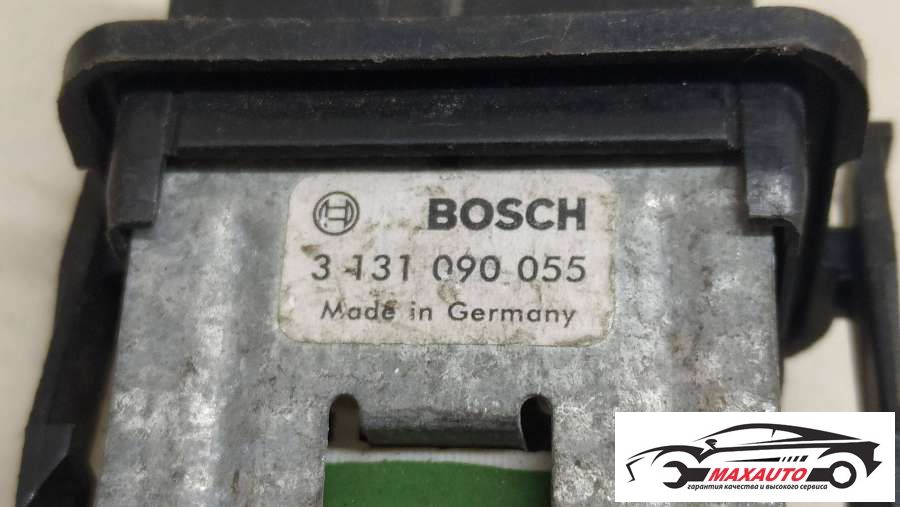 BOSCH
3 131 090 055
Made in Germany
MAXAUTO
гарантия качества и высокого сервиса